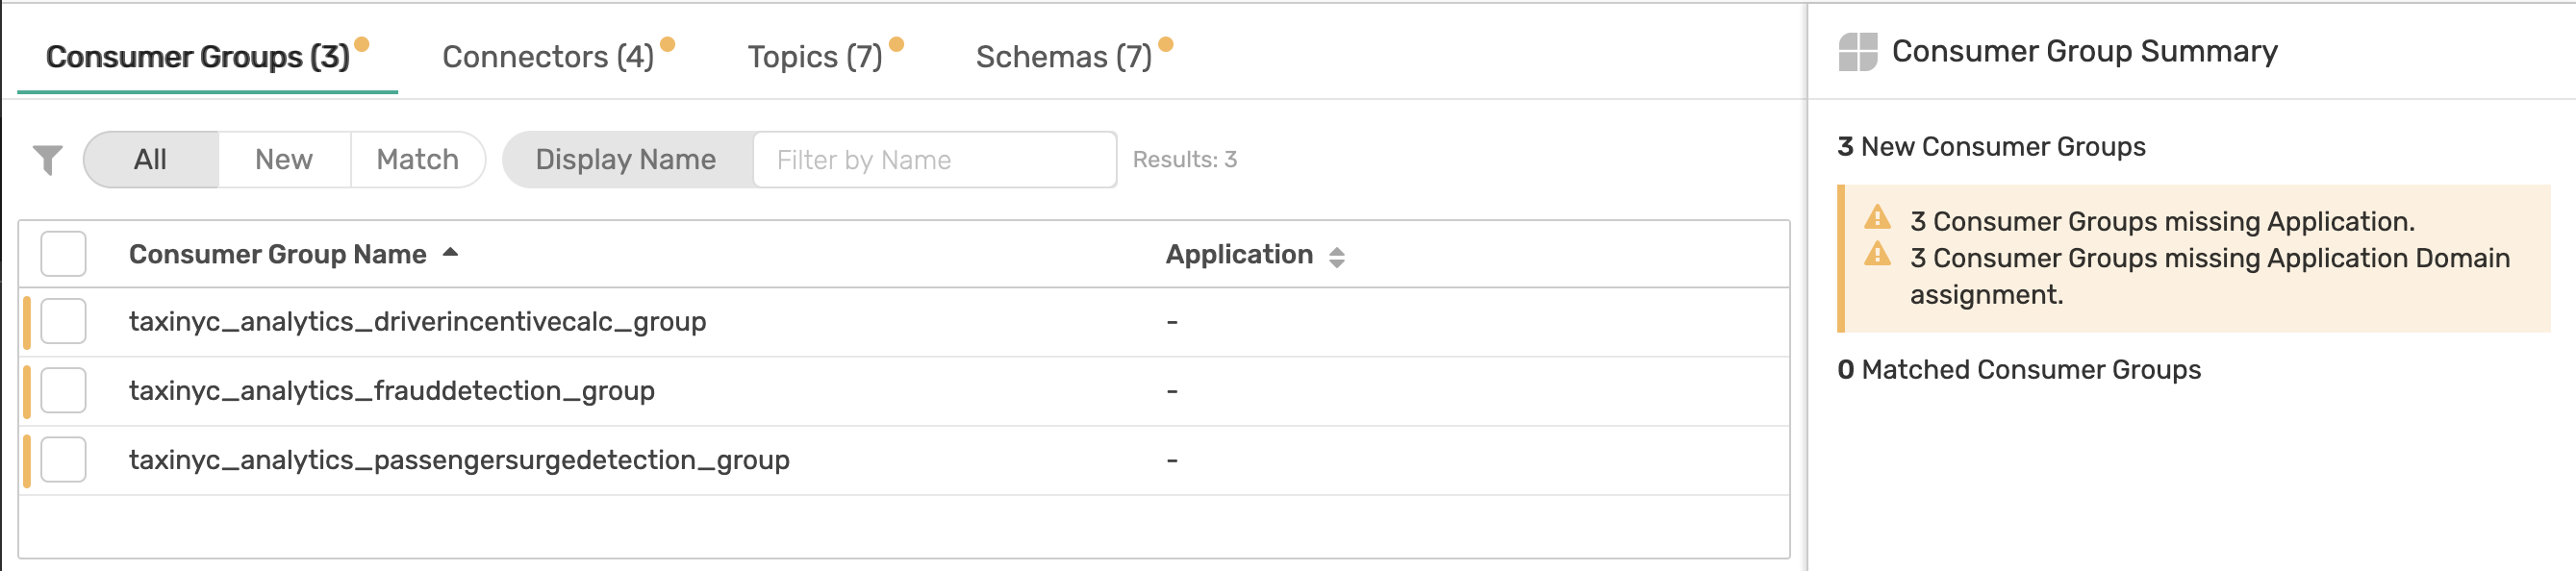 Consumer Groups (3) Connectors (4) Topics (7) Schemas (7)
All New Match Display Name Filter by Name Results: 3
Consumer Group Name Application
taxinyc_analytics_driverincentivecalc_group -
taxinyc_analytics_frauddetection_group -
taxinyc_analytics_passengersurgedetection_group -
Consumer Group Summary
3 New Consumer Groups
3 Consumer Groups missing Application.
3 Consumer Groups missing Application Domain
assignment.
0 Matched Consumer Groups